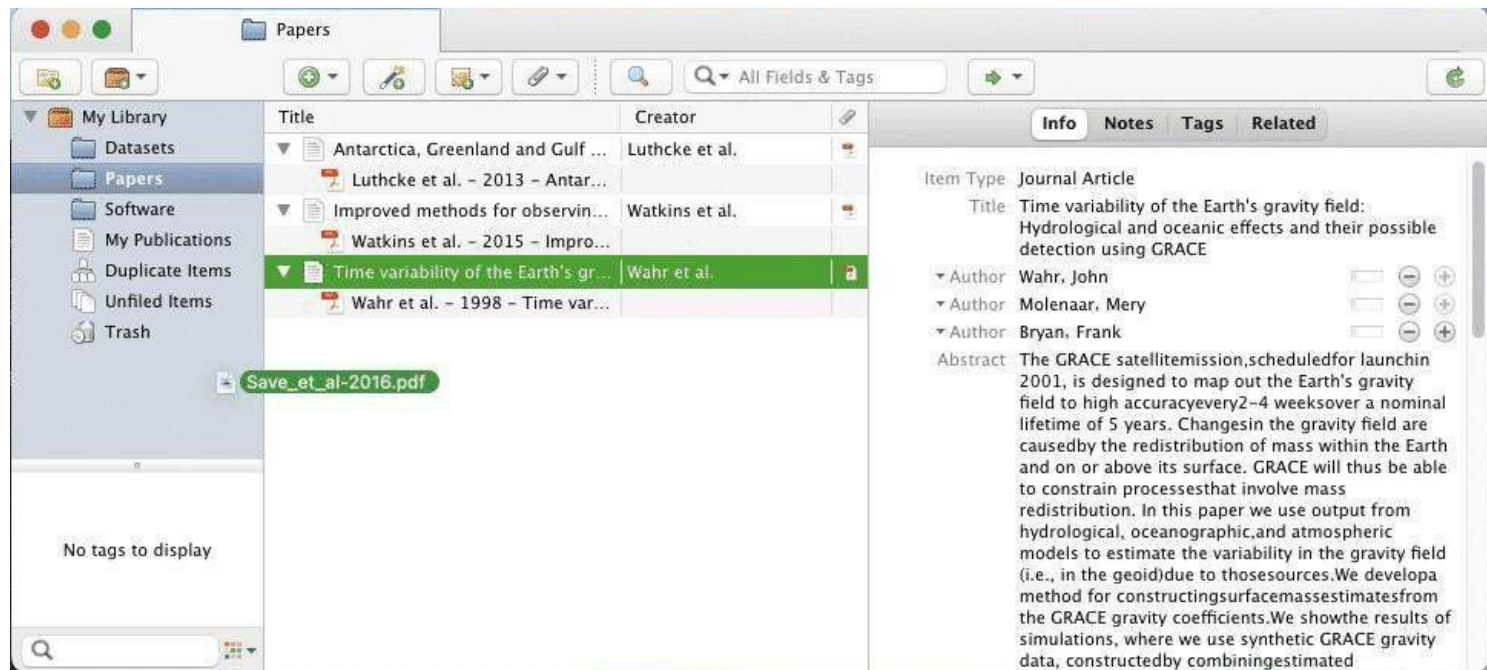 Papers
All Fields & Tags
My Library
Datasets
Papers
Software
My Publications
Duplicate Items
Unfiled Items
Trash
Save_et_al-2016.pdf
No tags to display
Title Creator
Antarctica, Greenland and Gulf ... Luthcke et al.
Luthcke et al. – 2013 – Antar...
Improved methods for observin... Watkins et al.
Watkins et al. – 2015 – Impro...
Time variability of the Earth's gr... Wahr et al.
Wahr et al. – 1998 – Time var...
Info Notes Tags Related
Item Type Journal Article
Title Time variability of the Earth's gravity field:
Hydrological and oceanic effects and their possible
detection using GRACE
Author Wahr, John
Author Molenaar, Mery
Author Bryan, Frank
Abstract The GRACE satellitemission,scheduledfor launchin
2001, is designed to map out the Earth's gravity
field to high accuracyevery2–4 weeksover a nominal
lifetime of 5 years. Changesin the gravity field are
causedby the redistribution of mass within the Earth
and on or above its surface. GRACE will thus be able
to constrain processesthat involve mass
redistribution. In this paper we use output from
hydrological, oceanographic,and atmospheric
models to estimate the variability in the gravity field
(i.e., in the geoid)due to thosesources.We developa
method for constructingsurfacemassestimatesfrom
the GRACE gravity coefficients.We showthe results of
simulations, where we use synthetic GRACE gravity
data, constructedby combiningestimated